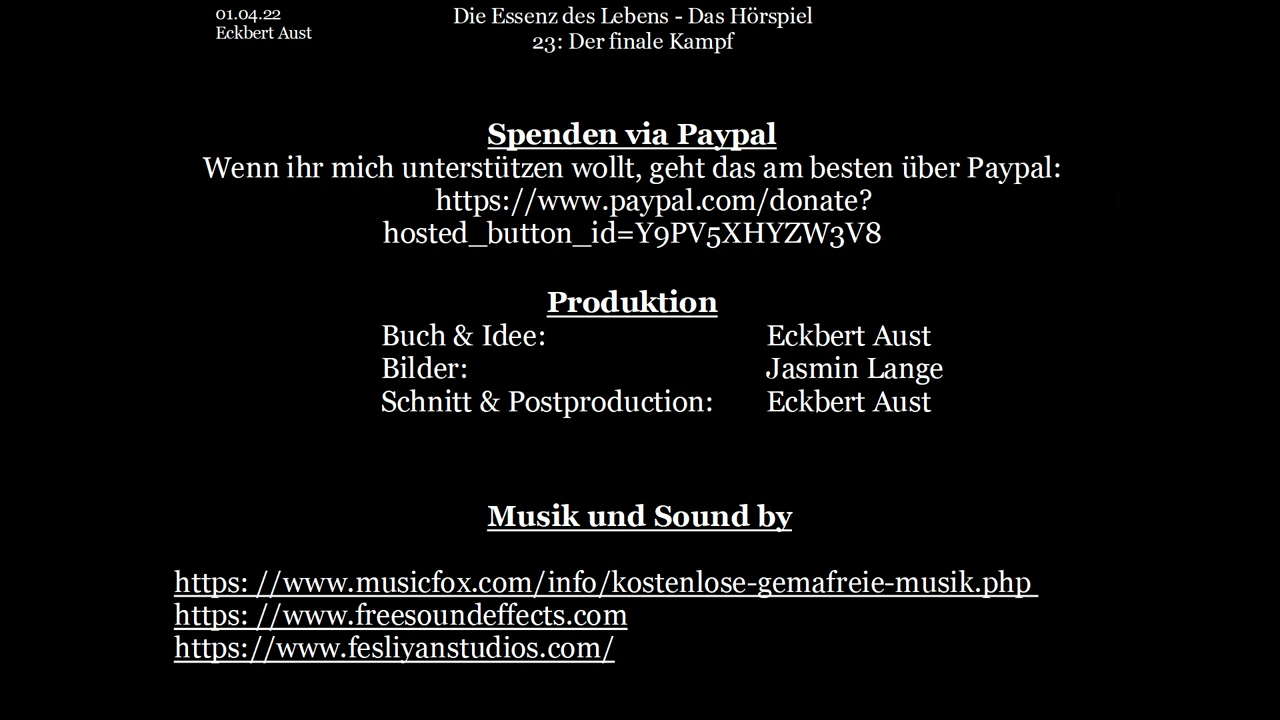 01.04.22
Eckbert Aust
Die Essenz des Lebens - Das Hörspiel
23: Der finale Kampf
Spenden via Paypal
Wenn ihr mich unterstützen wollt, geht das am besten über Paypal:
https://www.paypal.com/donate?
hosted_button_id=Y9PV5XHYZW3V8
Produktion
Buch & Idee: Eckbert Aust
Bilder: Jasmin Lange
Schnitt & Postproduction: Eckbert Aust
Musik und Sound by
https: //www.musicfox.com/info/kostenlose-gemafreie-musik.php
https: //www.freesoundeffects.com
https://www.fesliyanstudios.com/